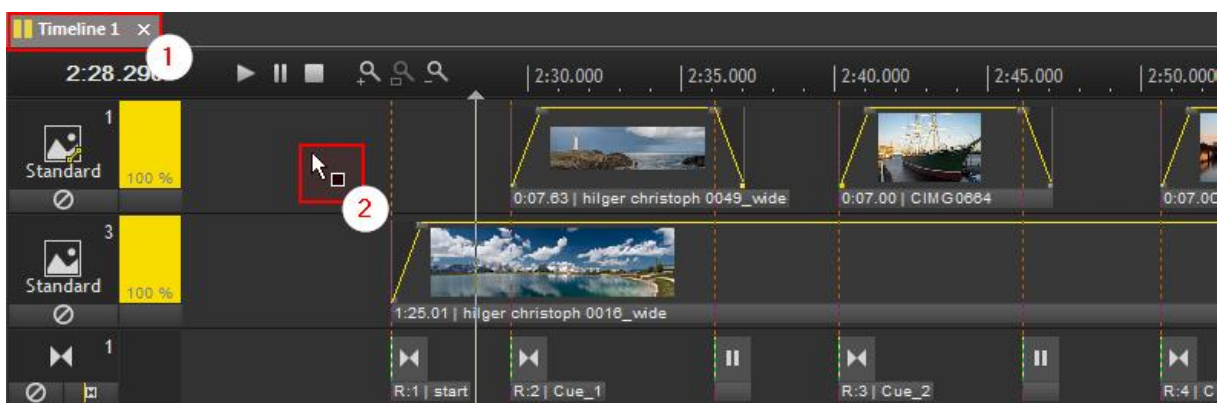 Timeline 1
1
2:28.29
2:30.000
2:35.000
2:40.000
2:45.000
2:50.000
1
Standard
100 %
2
0:07.63 | hilger christoph 0049_wide
0:07.00 | CIMG0664
0:07.00
3
Standard
100 %
1:25.01 | hilger christoph 0016_wide
1
R:1 | start
R:2 | Cue_1
R:3 | Cue_2
R:4 | C